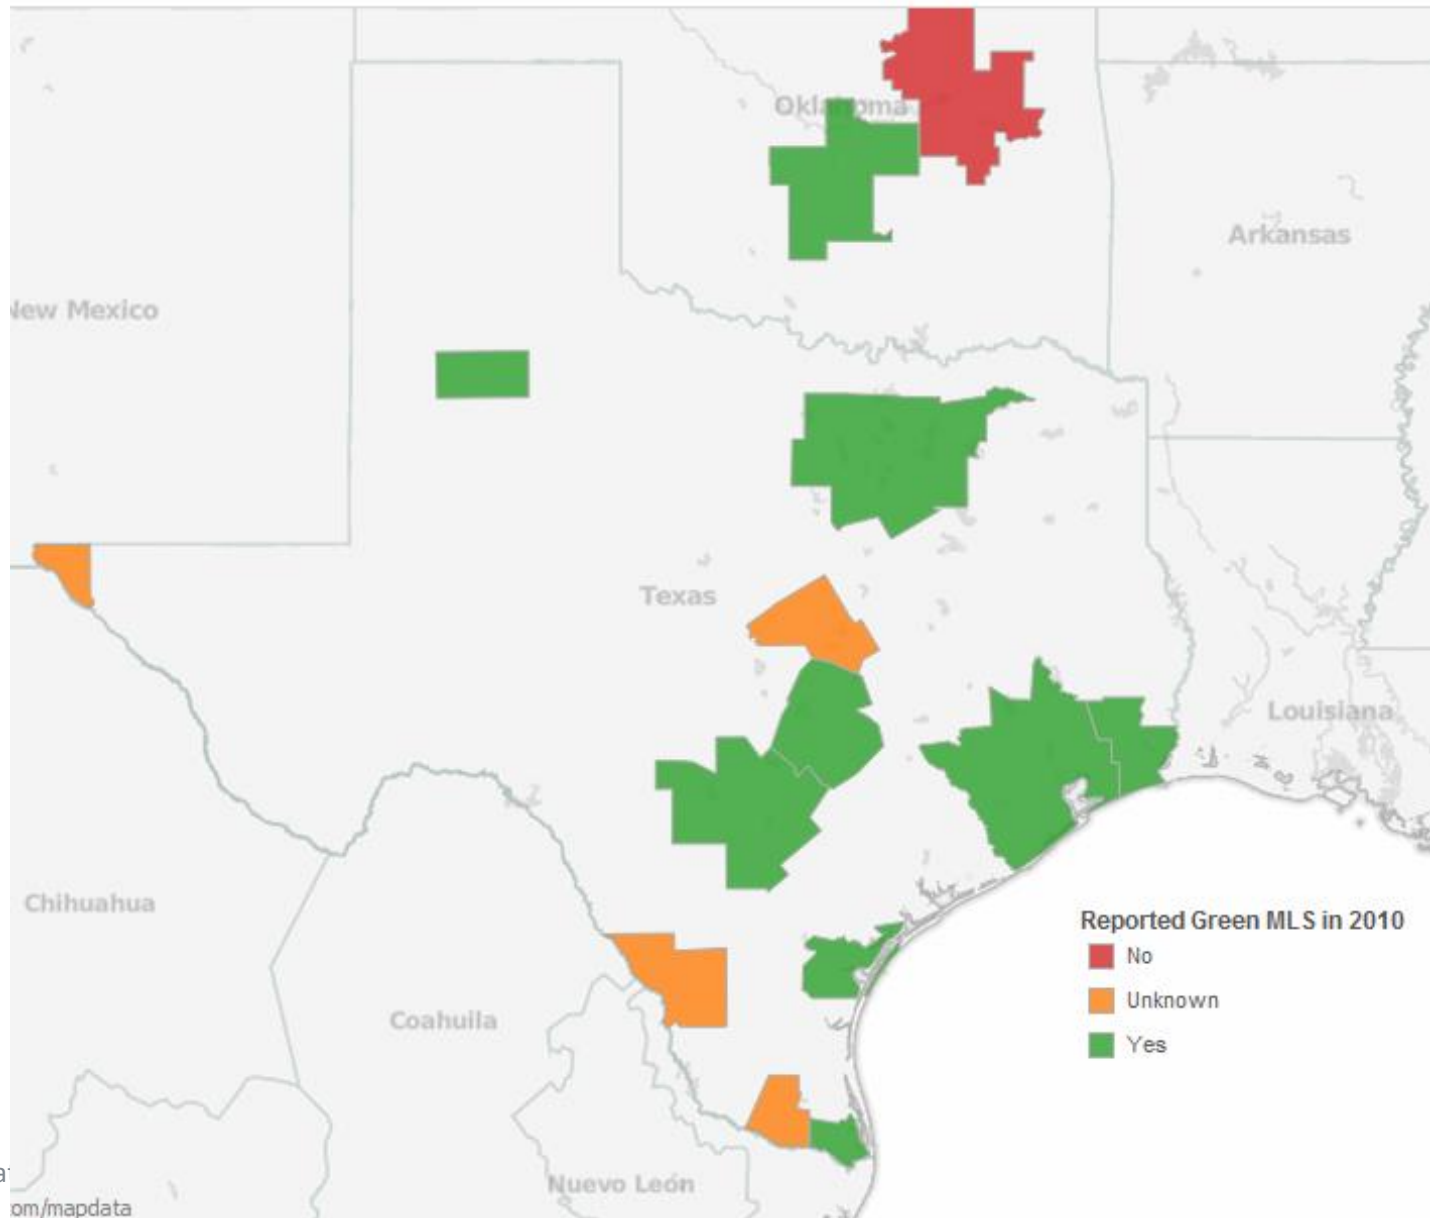 Oklahoma
Arkansas
New Mexico
Texas
Louisiana
Chihuahua
Reported Green MLS in 2010
No
Unknown
Yes
Coahuila
Nuevo León
om/mapdata